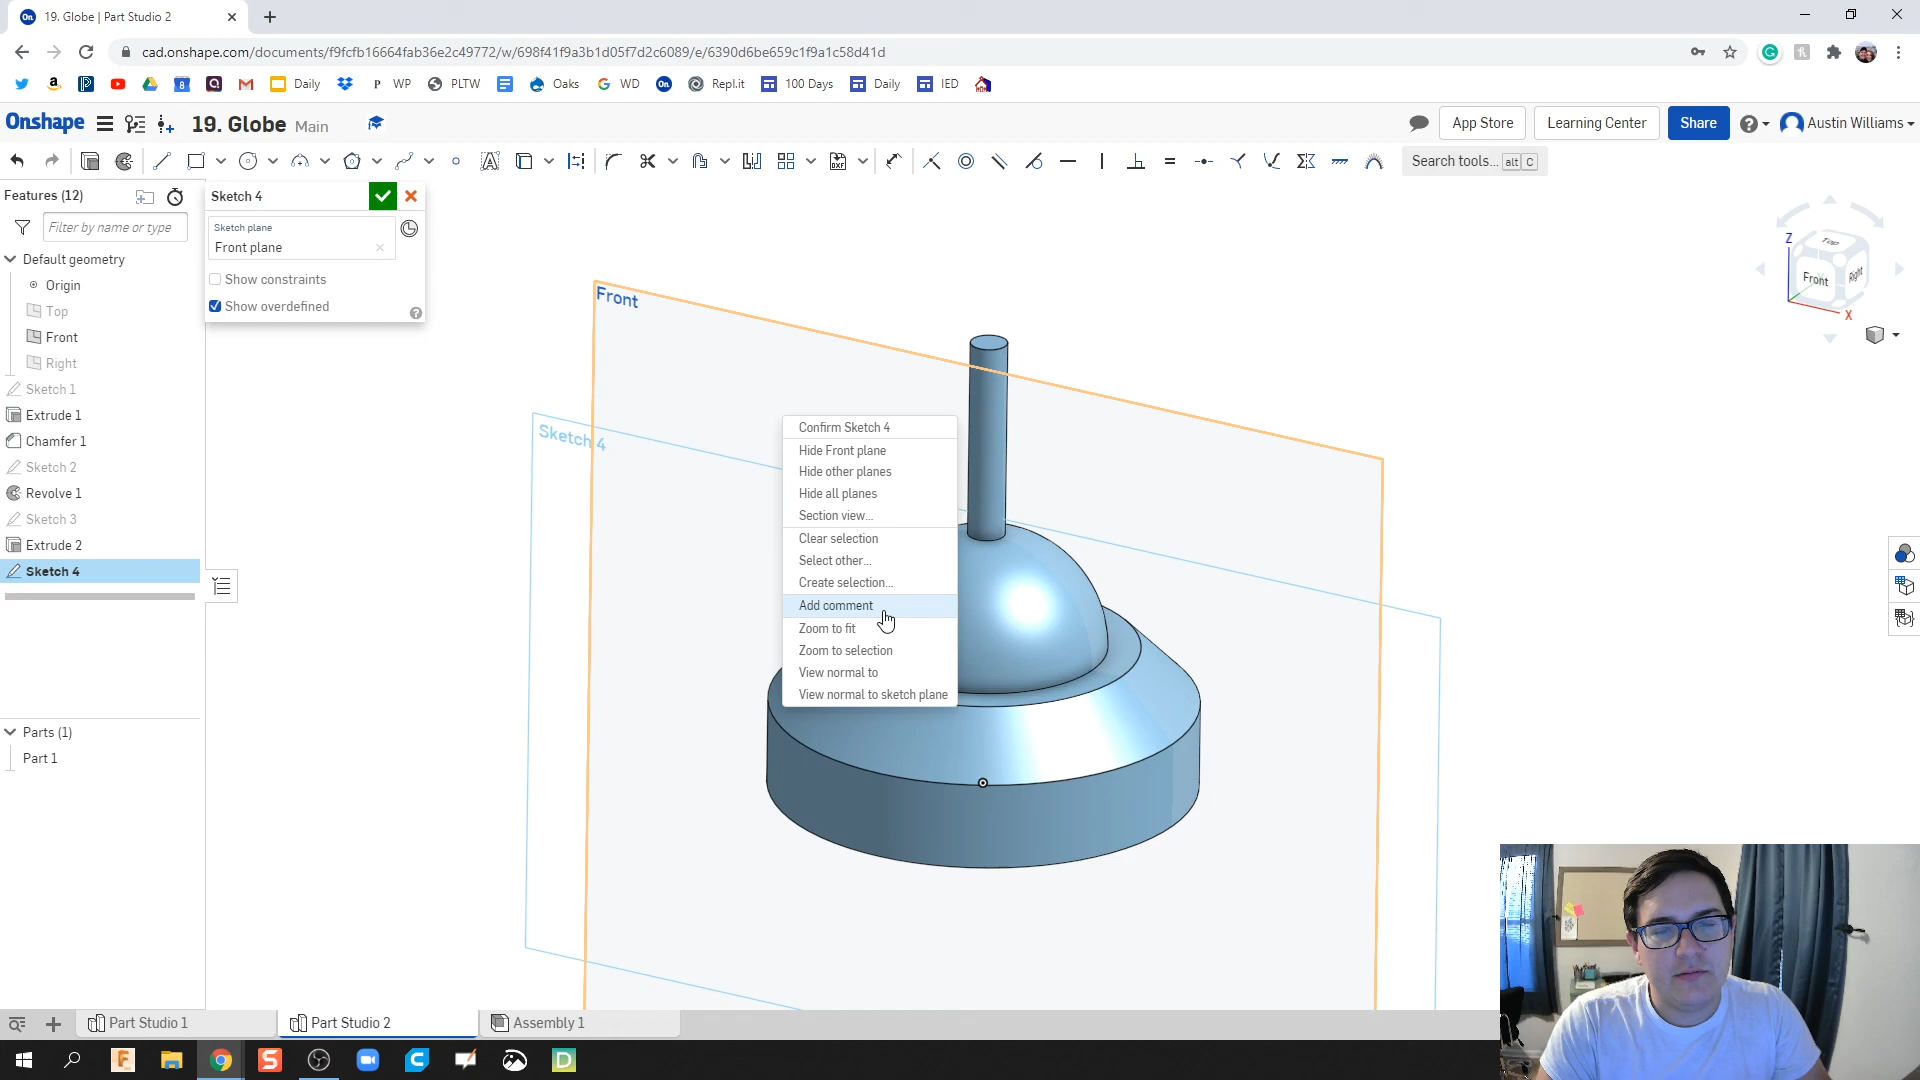 19. Globe | Part Studio 2
cad.onshape.com/documents/f9fcfb16664fab36e2c49772/w/698f41f9a3b1d05f7d2c6089/e/6390d6be659c1f9a1c58d41d
Daily
WP
PLTW
Oaks
WD
Repl.it
100 Days
Daily
IED
Onshape
19. Globe Main
App Store
Learning Center
Share
Austin Williams
Search tools... alt C
Features (12)
Filter by name or type
Default geometry
Origin
Top
Front
Right
Sketch 1
Extrude 1
Chamfer 1
Sketch 2
Revolve 1
Sketch 3
Extrude 2
Sketch 4
Parts (1)
Part 1
Sketch 4
Sketch plane
Front plane
Show constraints
Show overdefined
Front
Sketch 4
Confirm Sketch 4
Hide Front plane
Hide other planes
Hide all planes
Section view...
Clear selection
Select other...
Create selection...
Add comment
Zoom to fit
Zoom to selection
View normal to
View normal to sketch plane
Z
Top
Front
Right
X
Part Studio 1
Part Studio 2
Assembly 1